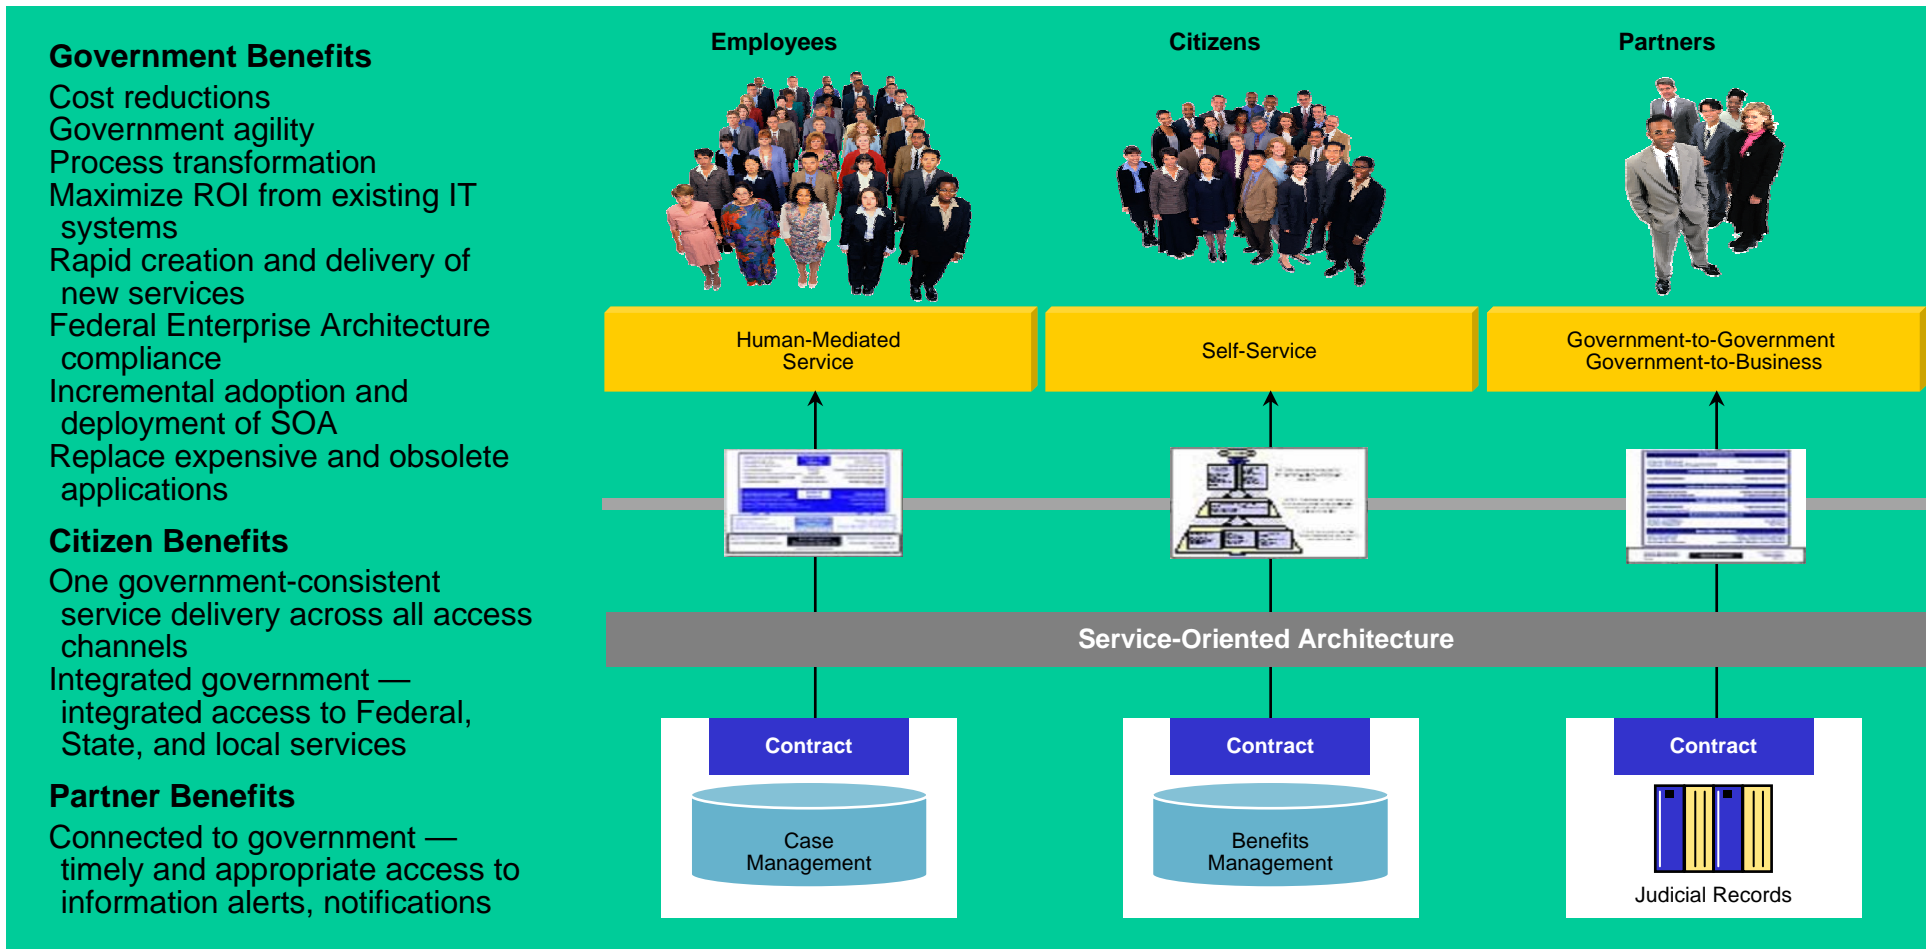 Government Benefits
Cost reductions
Government agility
Process transformation
Maximize ROI from existing IT
systems
Rapid creation and delivery of
new services
Federal Enterprise Architecture
compliance
Incremental adoption and
deployment of SOA
Replace expensive and obsolete
applications
Citizen Benefits
One government-consistent
service delivery across all access
channels
Integrated government —
integrated access to Federal,
State, and local services
Partner Benefits
Connected to government —
timely and appropriate access to
information alerts, notifications
Employees
Citizens
Partners
Human-Mediated
Service
Self-Service
Government-to-Government
Government-to-Business
Service-Oriented Architecture
Contract
Contract
Contract
Case
Management
Benefits
Management
Judicial Records